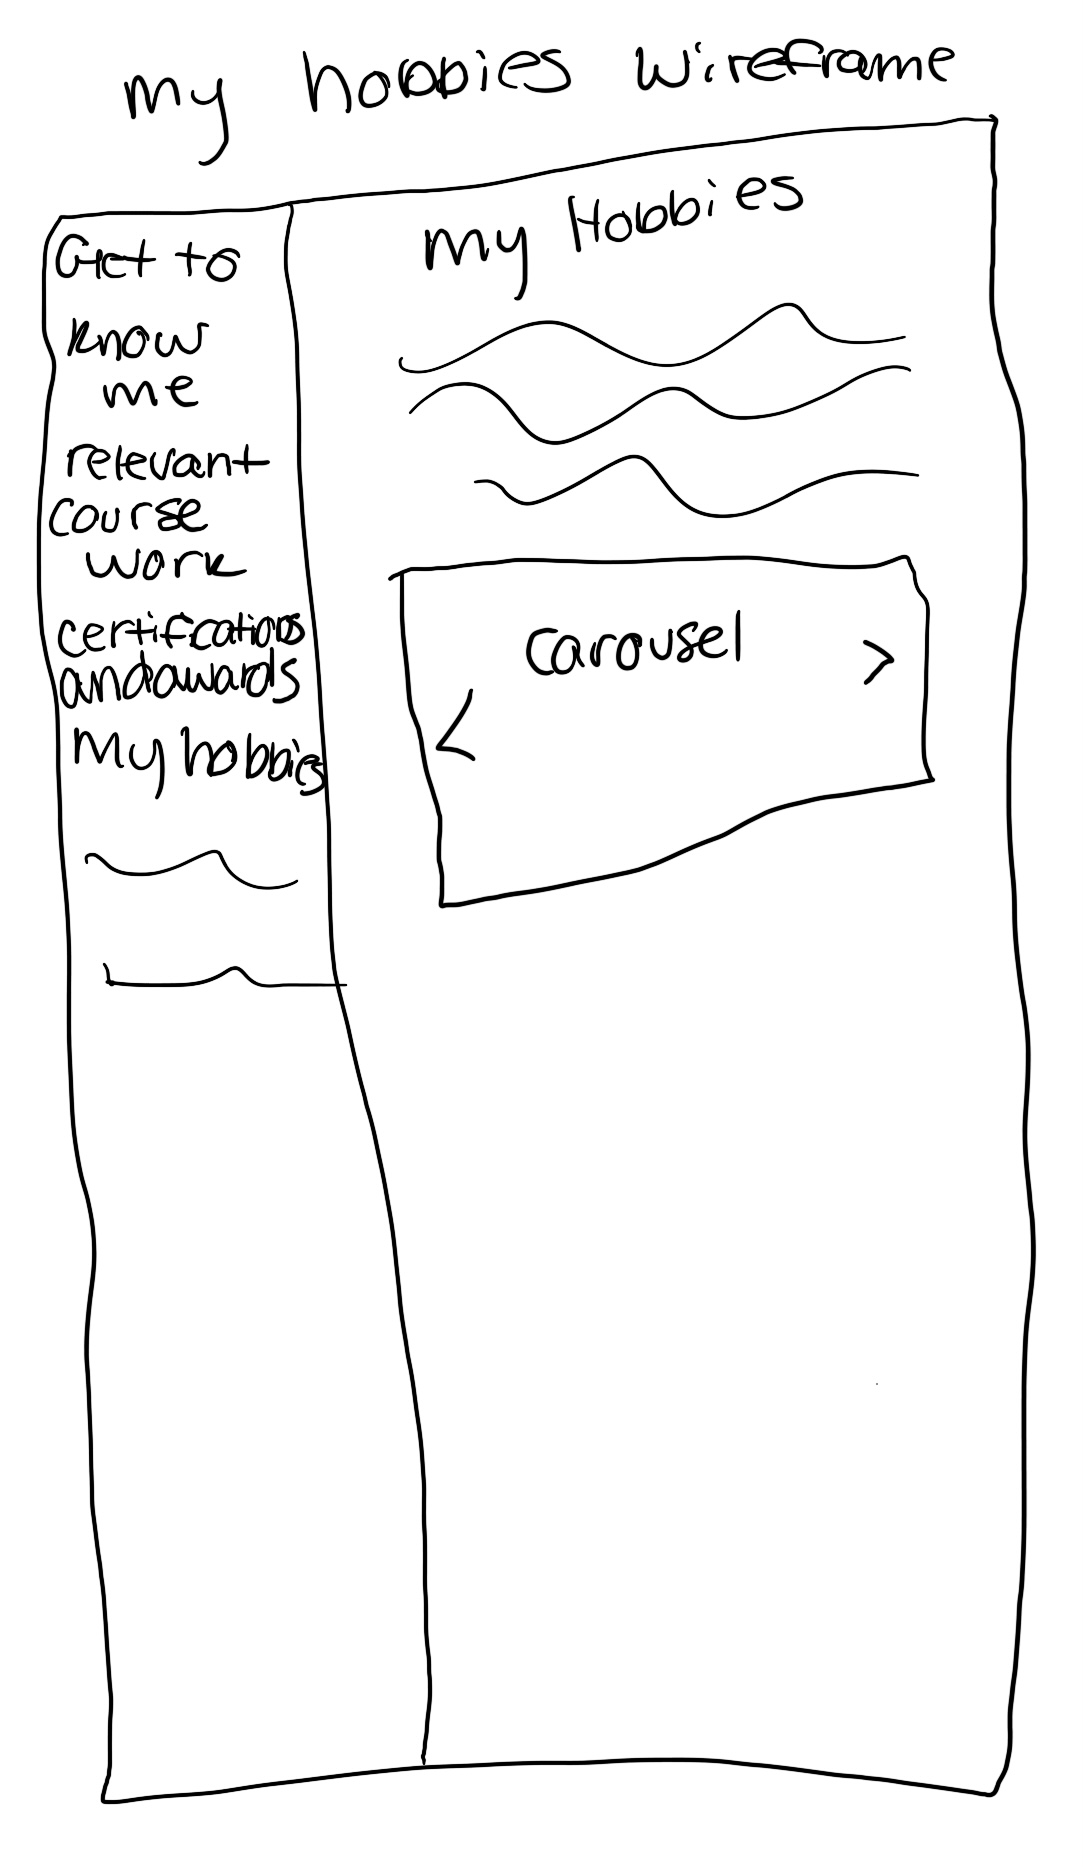 my hobbies wireframe
Get to
know
me
relevant
course
work
certifications
andawards
My hobbies
my Hobbies
Carousel
>
<